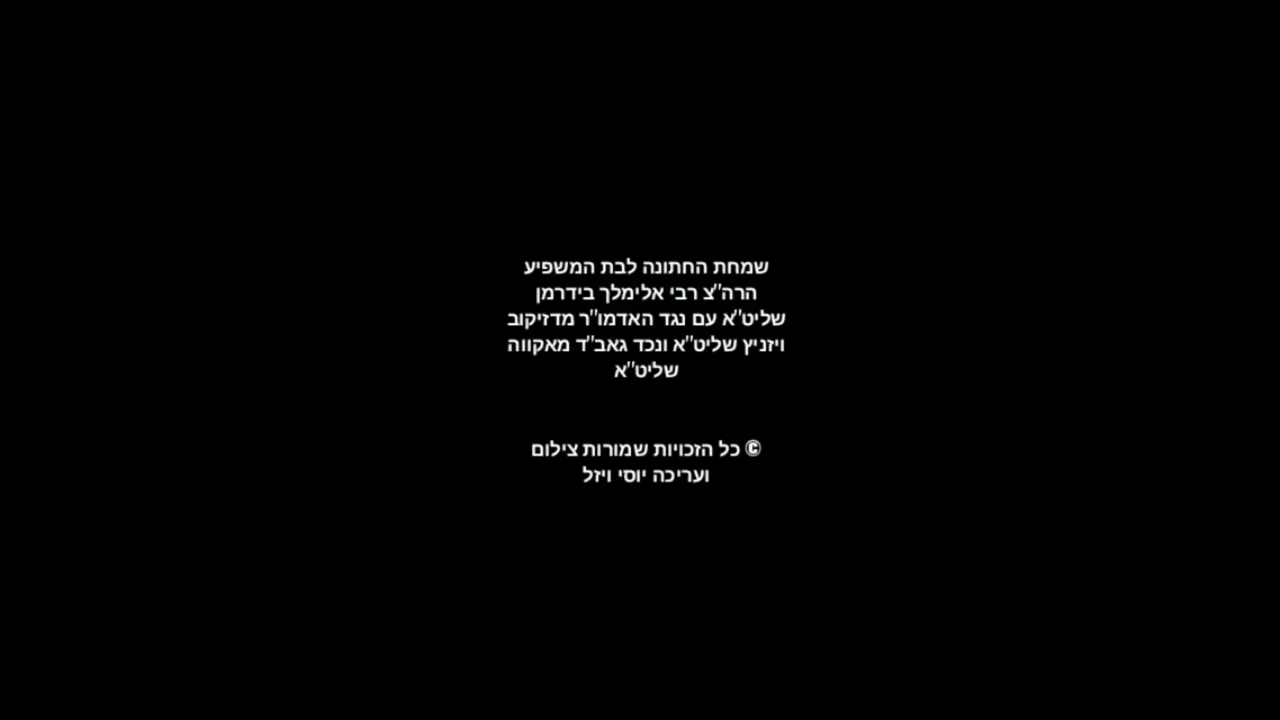 שמחת החתונה לבת המשפיע
הרה"צ רבי אלימלך בידרמן
שליט"א עם נגד האדמו"ר מדזיקוב
ויזניץ שליט"א ונכד גאב"ד מאקווה
שליט"א
© כל הזכויות שמורות צילום
ועריכה יוסי ויזל